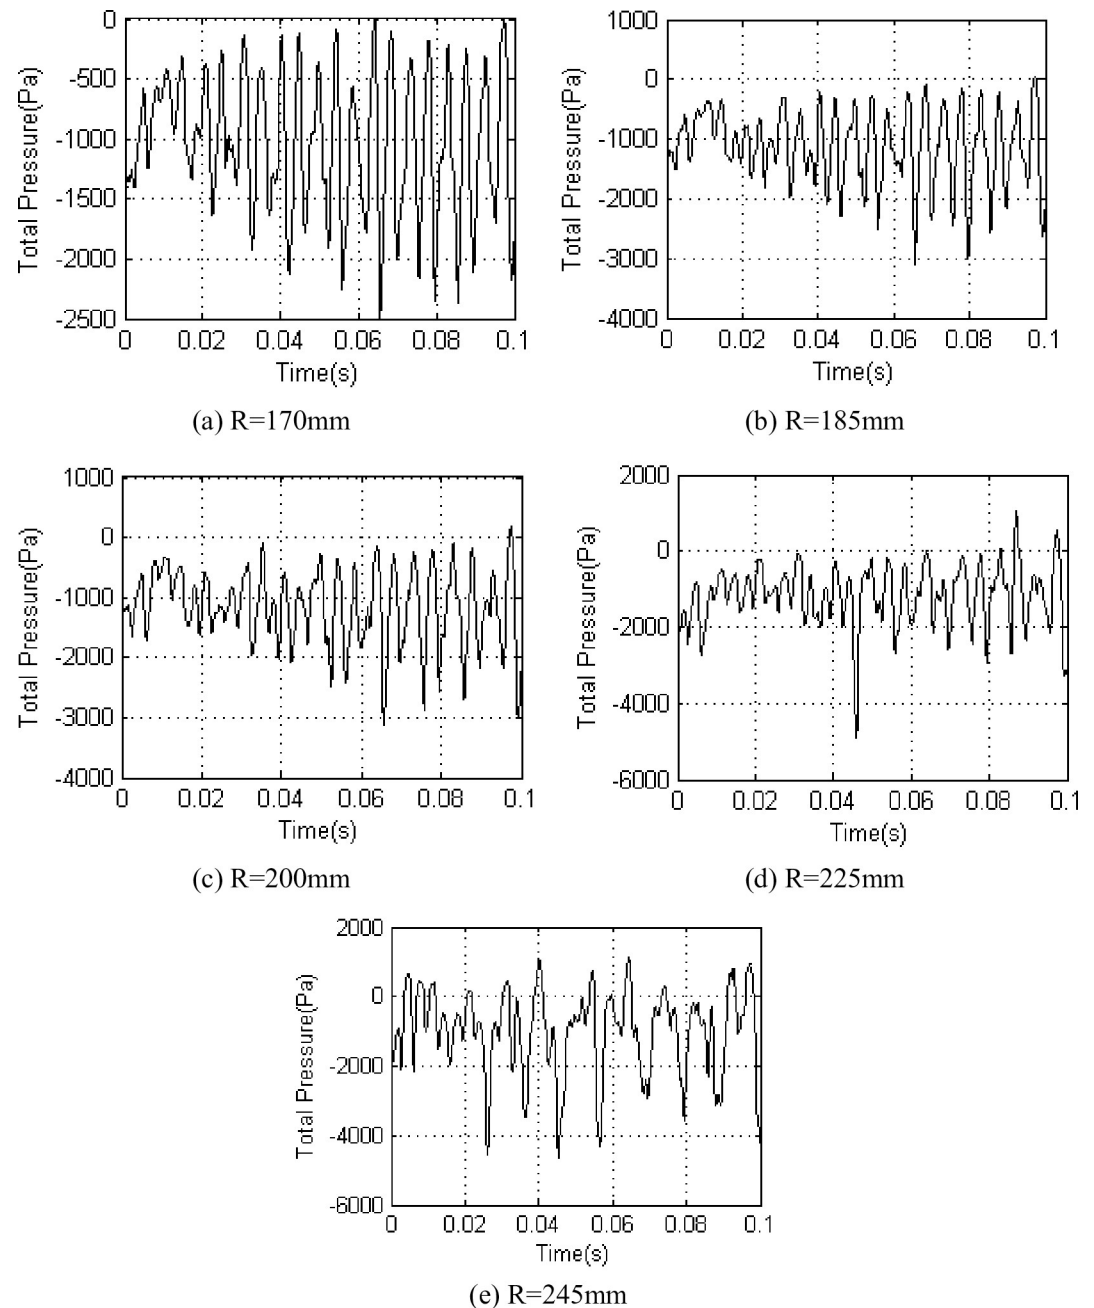 0
-500
-1000
-1500
-2000
-2500
Total Pressure(Pa)
0 0.02 0.04 0.06 0.08 0.1
Time(s)
(a) R=170mm
1000
0
-1000
-2000
-3000
-4000
Total Pressure(Pa)
0 0.02 0.04 0.06 0.08 0.1
Time(s)
(b) R=185mm
1000
0
-1000
-2000
-3000
-4000
Total Pressure(Pa)
0 0.02 0.04 0.06 0.08 0.1
Time(s)
(c) R=200mm
2000
0
-2000
-4000
-6000
Total Pressure(Pa)
0 0.02 0.04 0.06 0.08 0.1
Time(s)
(d) R=225mm
2000
0
-2000
-4000
-6000
Total Pressure(Pa)
0 0.02 0.04 0.06 0.08 0.1
Time(s)
(e) R=245mm